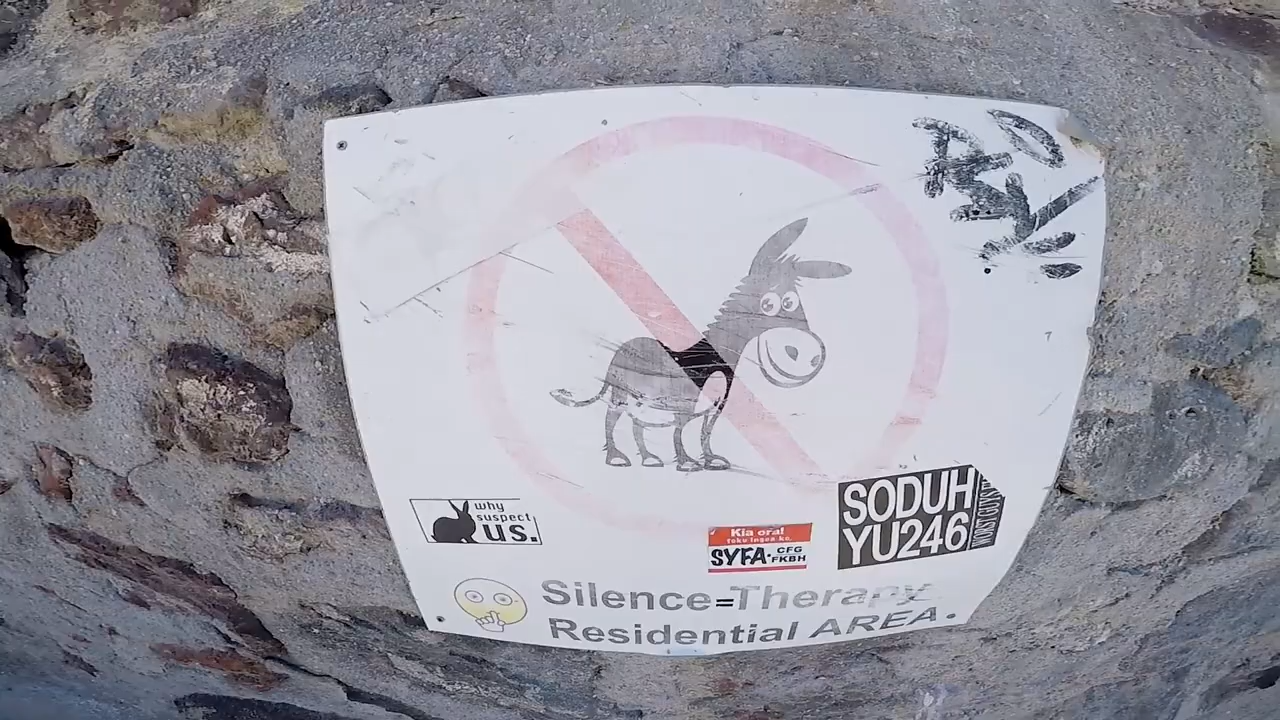 why
suspect
us.
Kia ora!
SYFA·CFG
FKBH
SODUH
YU246
Silence=Therapy
Residential AREA.